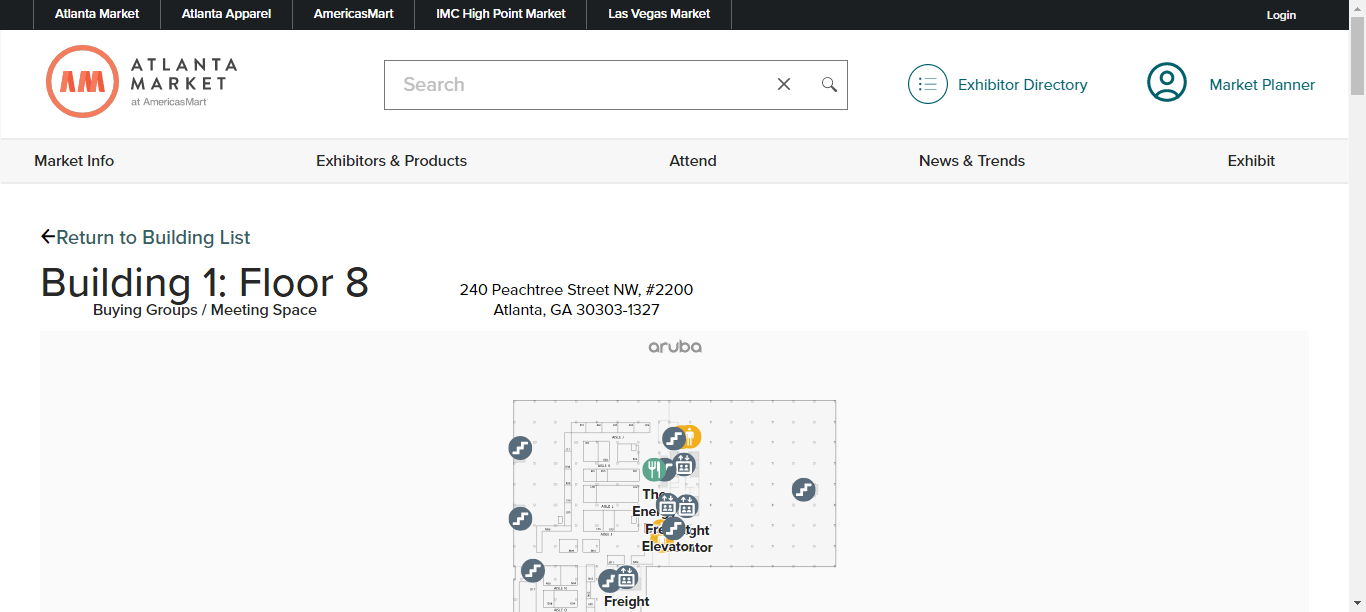 Atlanta Market
Atlanta Apparel
AmericasMart
IMC High Point Market
Las Vegas Market
Login
ATLANTA
MARKET
at AmericasMart
AM
Search
Exhibitor Directory
Market Planner
Market Info
Exhibitors & Products
Attend
News & Trends
Exhibit
Return to Building List
Building 1: Floor 8
Buying Groups / Meeting Space
240 Peachtree Street NW, #2200
Atlanta, GA 30303-1327
aruba
The
Freight
Elevator
Freight